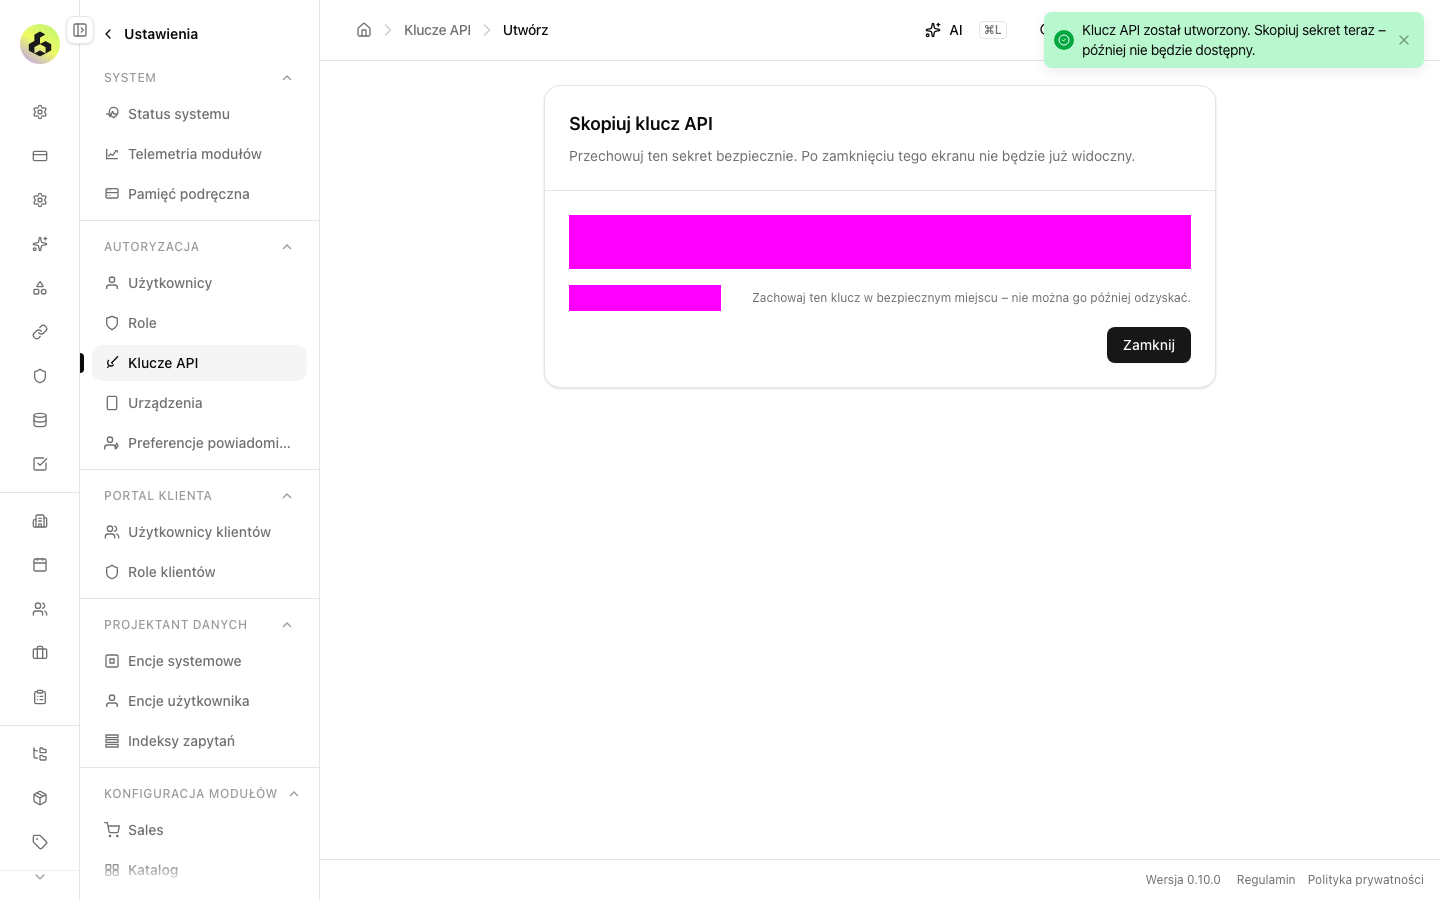 Ustawienia
SYSTEM
Status systemu
Telemetria modułów
Pamięć podręczna
AUTORYZACJA
Użytkownicy
Role
Klucze API
Urządzenia
Preferencje powiadomi...
PORTAL KLIENTA
Użytkownicy klientów
Role klientów
PROJEKTANT DANYCH
Encje systemowe
Encje użytkownika
Indeksy zapytań
KONFIGURACJA MODUŁÓW
Sales
Katalog
Klucze API
Utwórz
AI
⌘L
Klucz API został utworzony. Skopiuj sekret teraz –
później nie będzie dostępny.
Skopiuj klucz API
Przechowuj ten sekret bezpiecznie. Po zamknięciu tego ekranu nie będzie już widoczny.
Zachowaj ten klucz w bezpiecznym miejscu – nie można go później odzyskać.
Zamknij
Wersja 0.10.0
Regulamin
Polityka prywatności